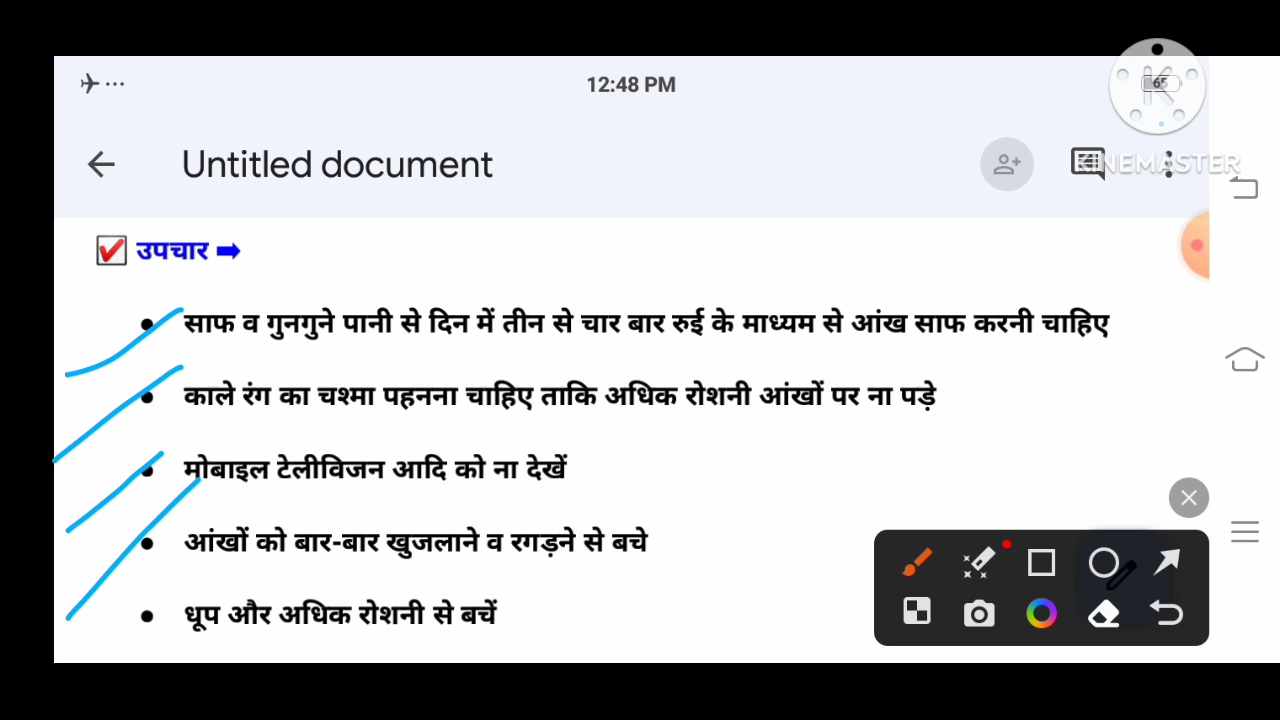 12:48 PM
65
Untitled document
KINEMASTER
उपचार
साफ व गुनगुने पानी से दिन में तीन से चार बार रुई के माध्यम से आंख साफ करनी चाहिए
काले रंग का चश्मा पहनना चाहिए ताकि अधिक रोशनी आंखों पर ना पड़े
मोबाइल टेलीविजन आदि को ना देखें
आंखों को बार-बार खुजलाने व रगड़ने से बचे
धूप और अधिक रोशनी से बचें